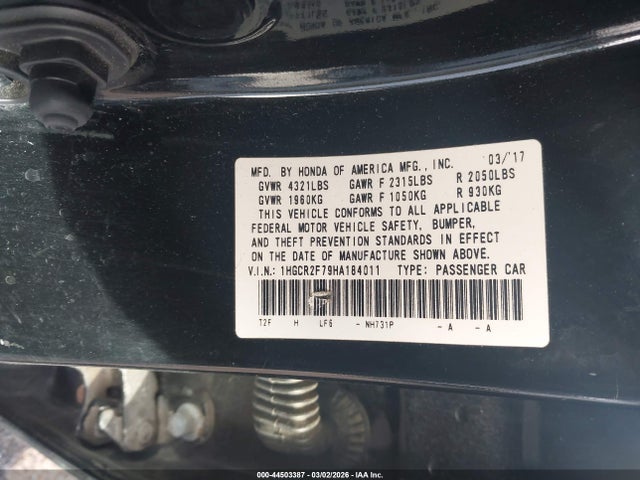 MFD. BY HONDA OF AMERICA MFG., INC. 03/'17
GVWR 4321LBS GAWR F 2315LBS R 2050LBS
GVWR 1960KG GAWR F 1050KG R 930KG
THIS VEHICLE CONFORMS TO ALL APPLICABLE
FEDERAL MOTOR VEHICLE SAFETY, BUMPER,
AND THEFT PREVENTION STANDARDS IN EFFECT
ON THE DATE OF MANUFACTURE SHOWN ABOVE.
V.I.N.: 1HGCR2F79HA184011 TYPE: PASSENGER CAR
T2F H LF6 - NH731P - A - A
000-44503387 - 03/02/2026 - IAA Inc.